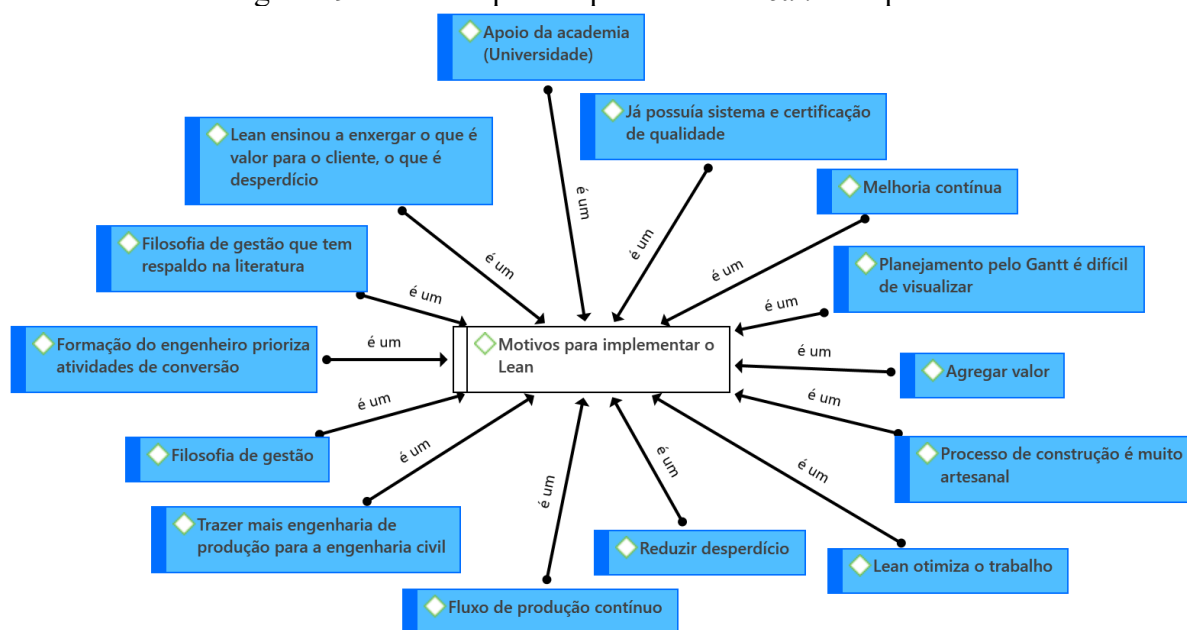 Apoio da academia
(Universidade)
Já possuía sistema e certificação
de qualidade
Lean ensinou a enxergar o que é
valor para o cliente, o que é
desperdício
Melhoria contínua
é um
é um
é um
é um
Filosofia de gestão que tem
respaldo na literatura
Planejamento pelo Gantt é difícil
de visualizar
é um
é um
Formação do engenheiro prioriza
atividades de conversão
é um
Motivos para implementar o
Lean
é um
Agregar valor
é um
é um
Filosofia de gestão
é um
Processo de construção é muito
artesanal
é um
é um
é um
Trazer mais engenharia de
produção para a engenharia civil
Reduzir desperdício
Lean otimiza o trabalho
Fluxo de produção contínuo